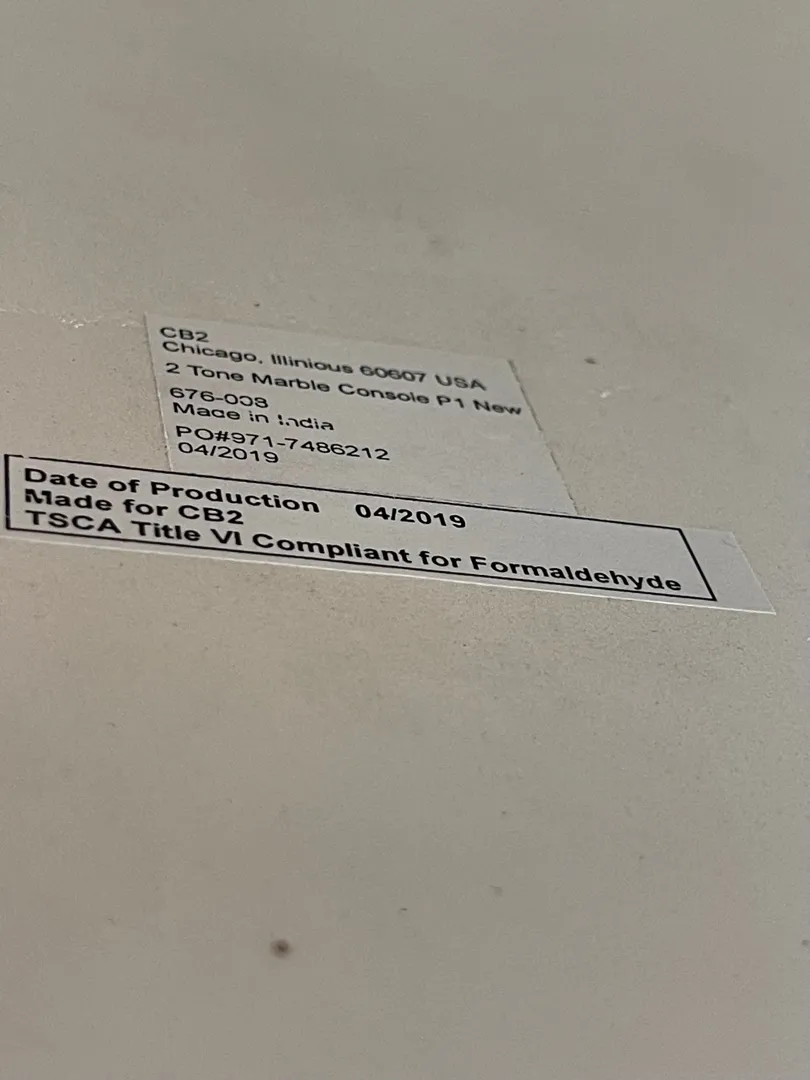 CB2
Chicago, Illinious 60607 USA
2 Tone Marble Console P1 New
676-008
Made in India
PO#971-7486212
04/2019
Date of Production 04/2019
Made for CB2
TSCA Title VI Compliant for Formaldehyde